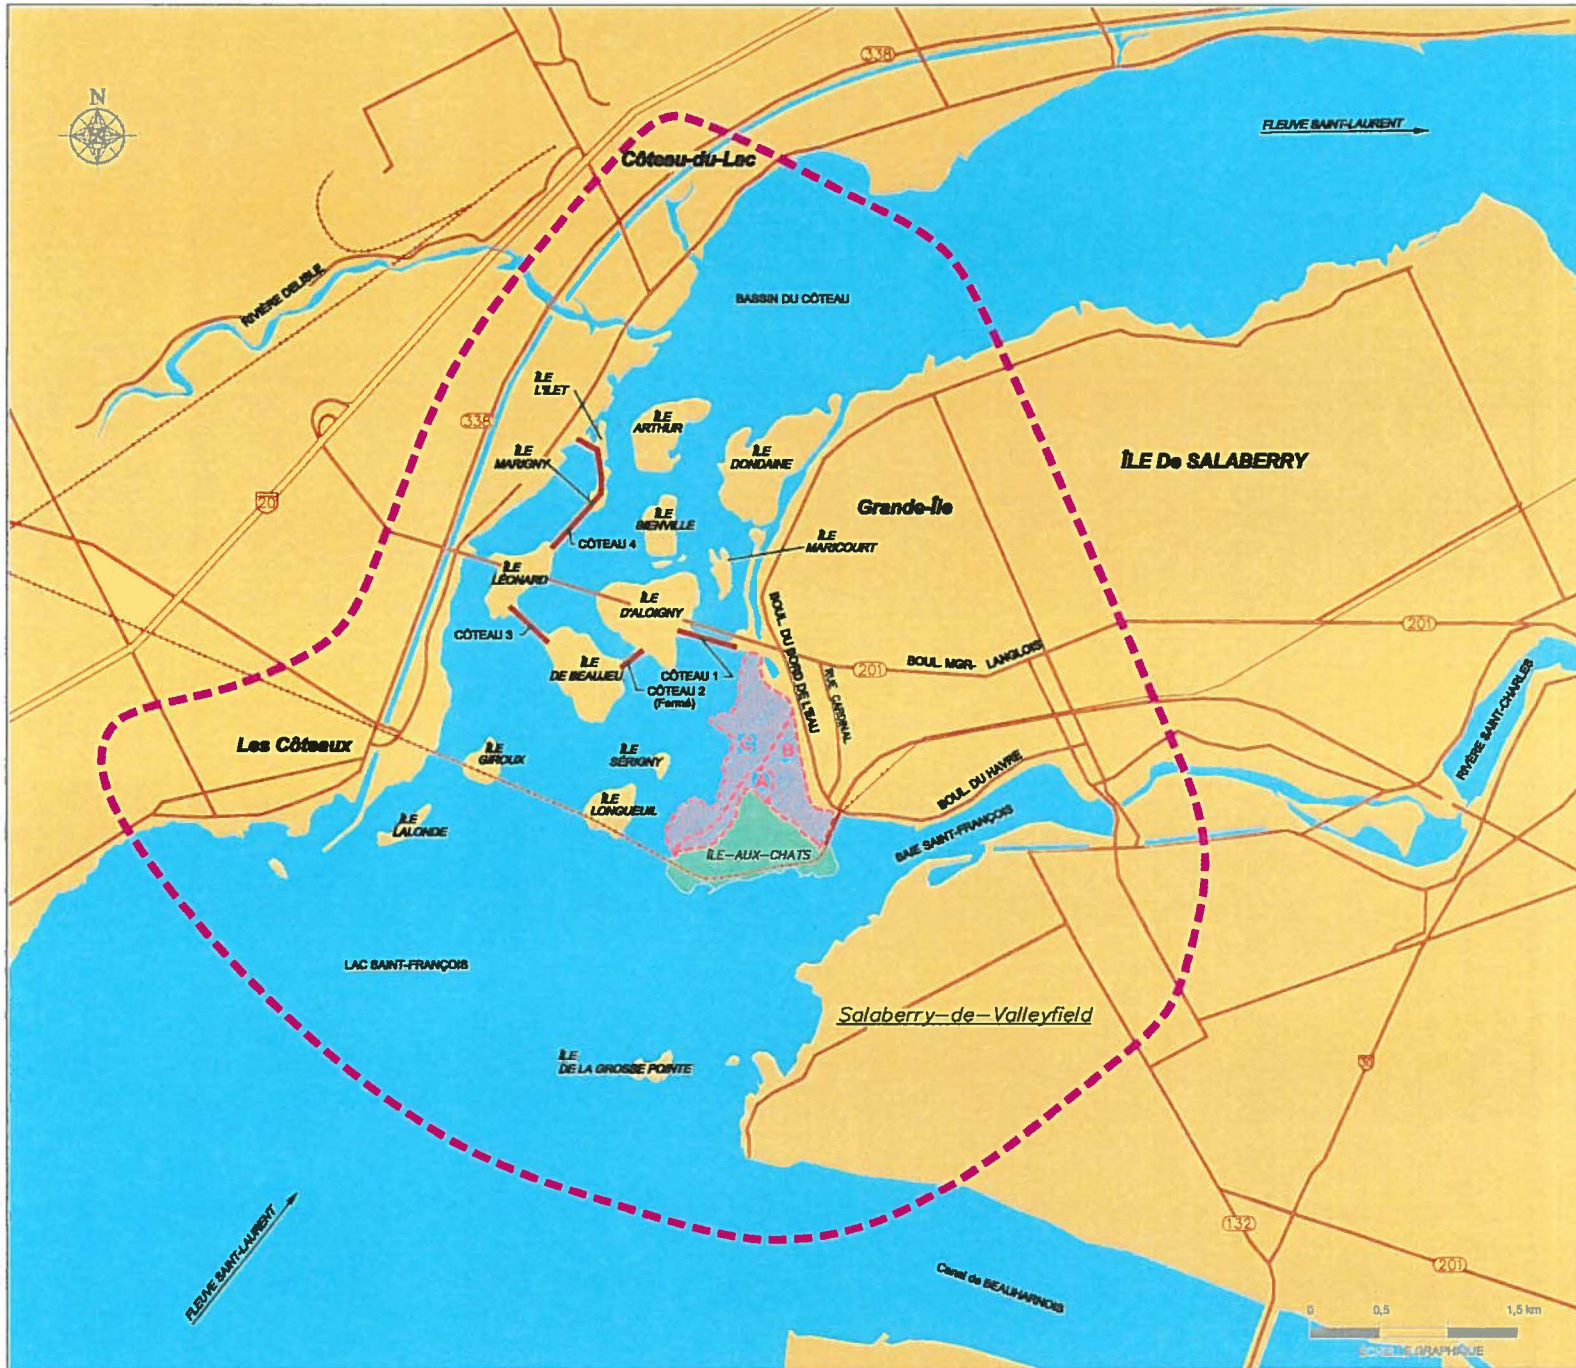 338
N
FLEUVE SAINT-LAURENT
Côteau-du-Lac
RIVIÈRE DELISLE
BASSIN DU CÔTEAU
ÎLE
L'ILET
338
ÎLE
ARTHUR
ÎLE
MARIGNY
ÎLE
DONDAINE
ÎLE De SALABERRY
20
Grande-Île
ÎLE
BIENVILLE
ÎLE
MARICOURT
CÔTEAU 4
ÎLE
LÉONARD
ÎLE
D'ALOIGNY
CÔTEAU 3
BOUL. DU BORD DE L'EAU
201
BOUL. MGR- LANGLOIS
201
RUE CARDINAL
ÎLE
DE BEAUJEU
CÔTEAU 1
CÔTEAU 2
(Fermé)
RIVIÈRE SAINT-CHARLES
Les Côteaux
C
B
A
ÎLE
GIROUX
ÎLE
SÉRIGNY
BOUL. DU HAVRE
ÎLE
LONGUEUIL
ÎLE
LALONDE
BAIE SAINT-FRANÇOIS
ÎLE-AUX-CHATS
LAC SAINT-FRANÇOIS
Salaberry-de-Valleyfield
ÎLE
DE LA GROSSE POINTE
FLEUVE SAINT-LAURENT
132
201
Canal de BEAUHARNOIS
0 0,5 1,5 km
ÉCHELLE GRAPHIQUE